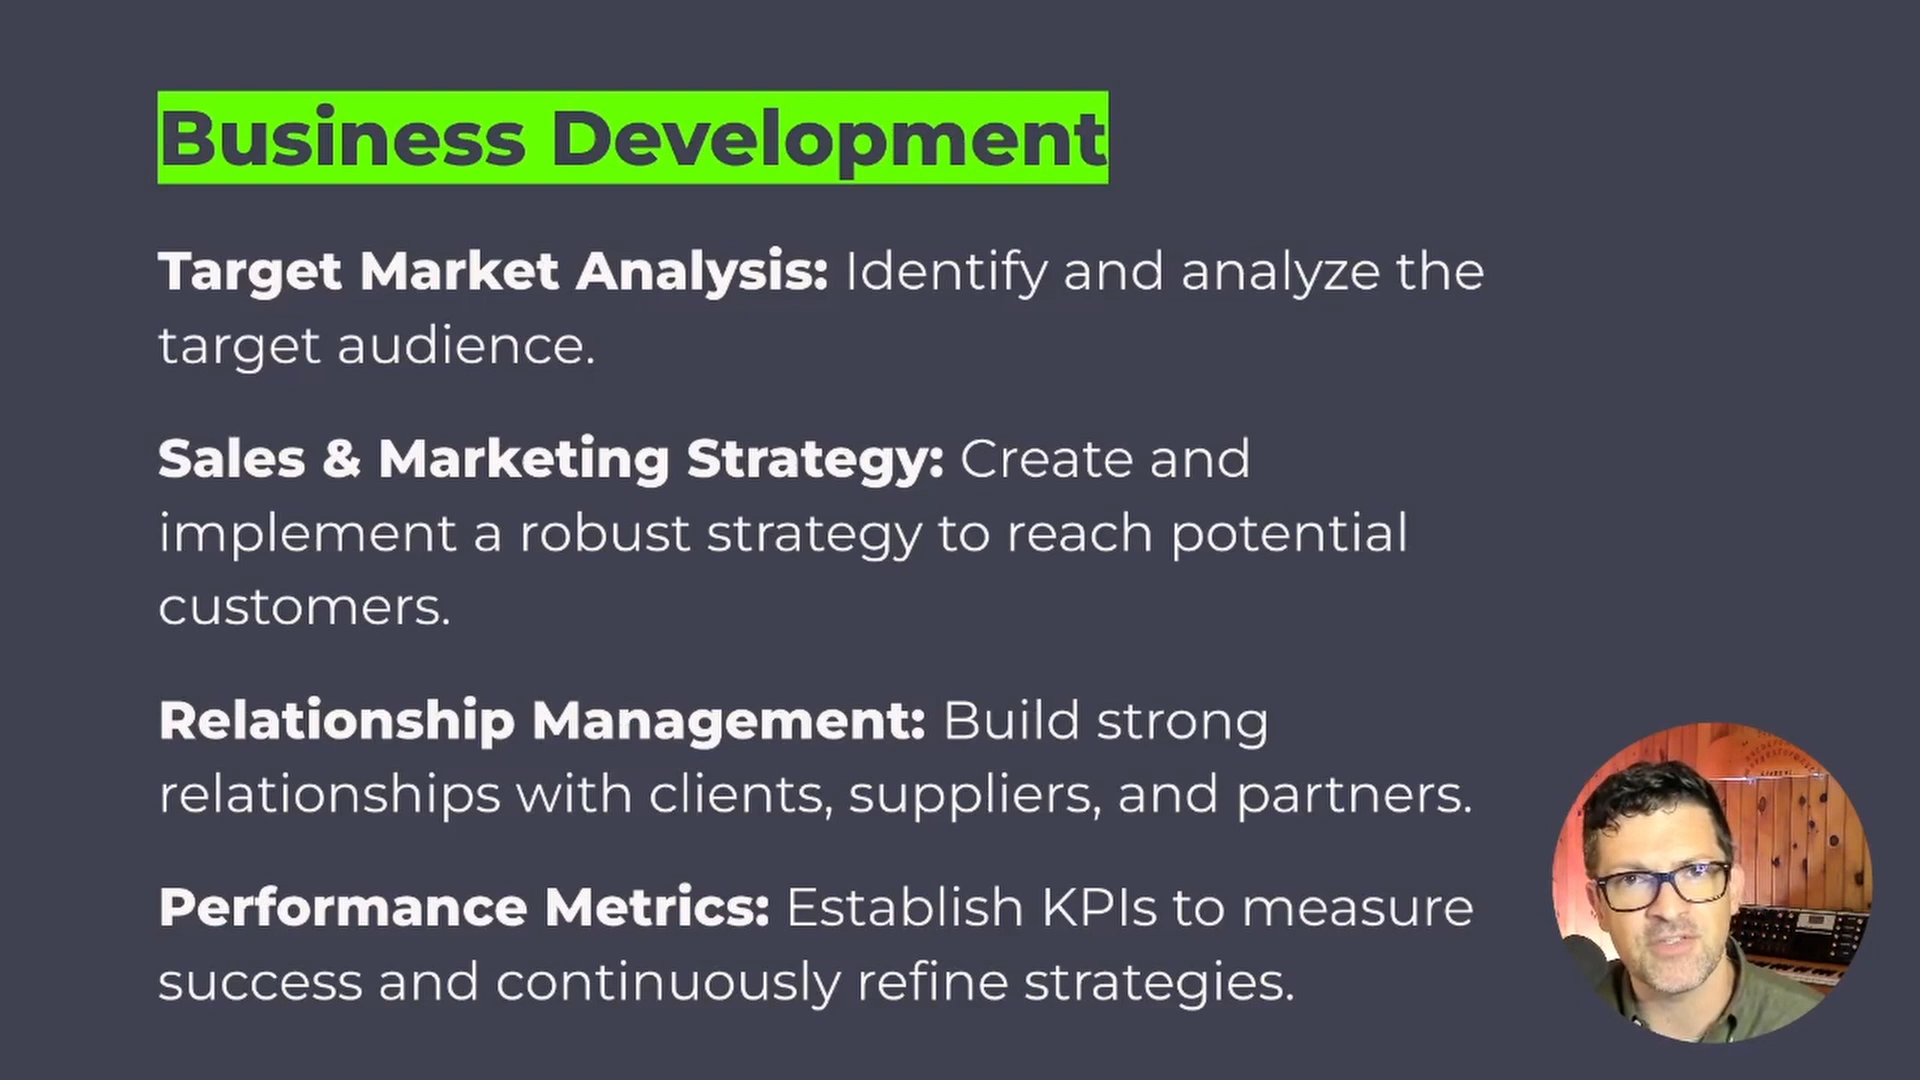 Business Development
Target Market Analysis: Identify and analyze the
target audience.
Sales & Marketing Strategy: Create and
implement a robust strategy to reach potential
customers.
Relationship Management: Build strong
relationships with clients, suppliers, and partners.
Performance Metrics: Establish KPIs to measure
success and continuously refine strategies.